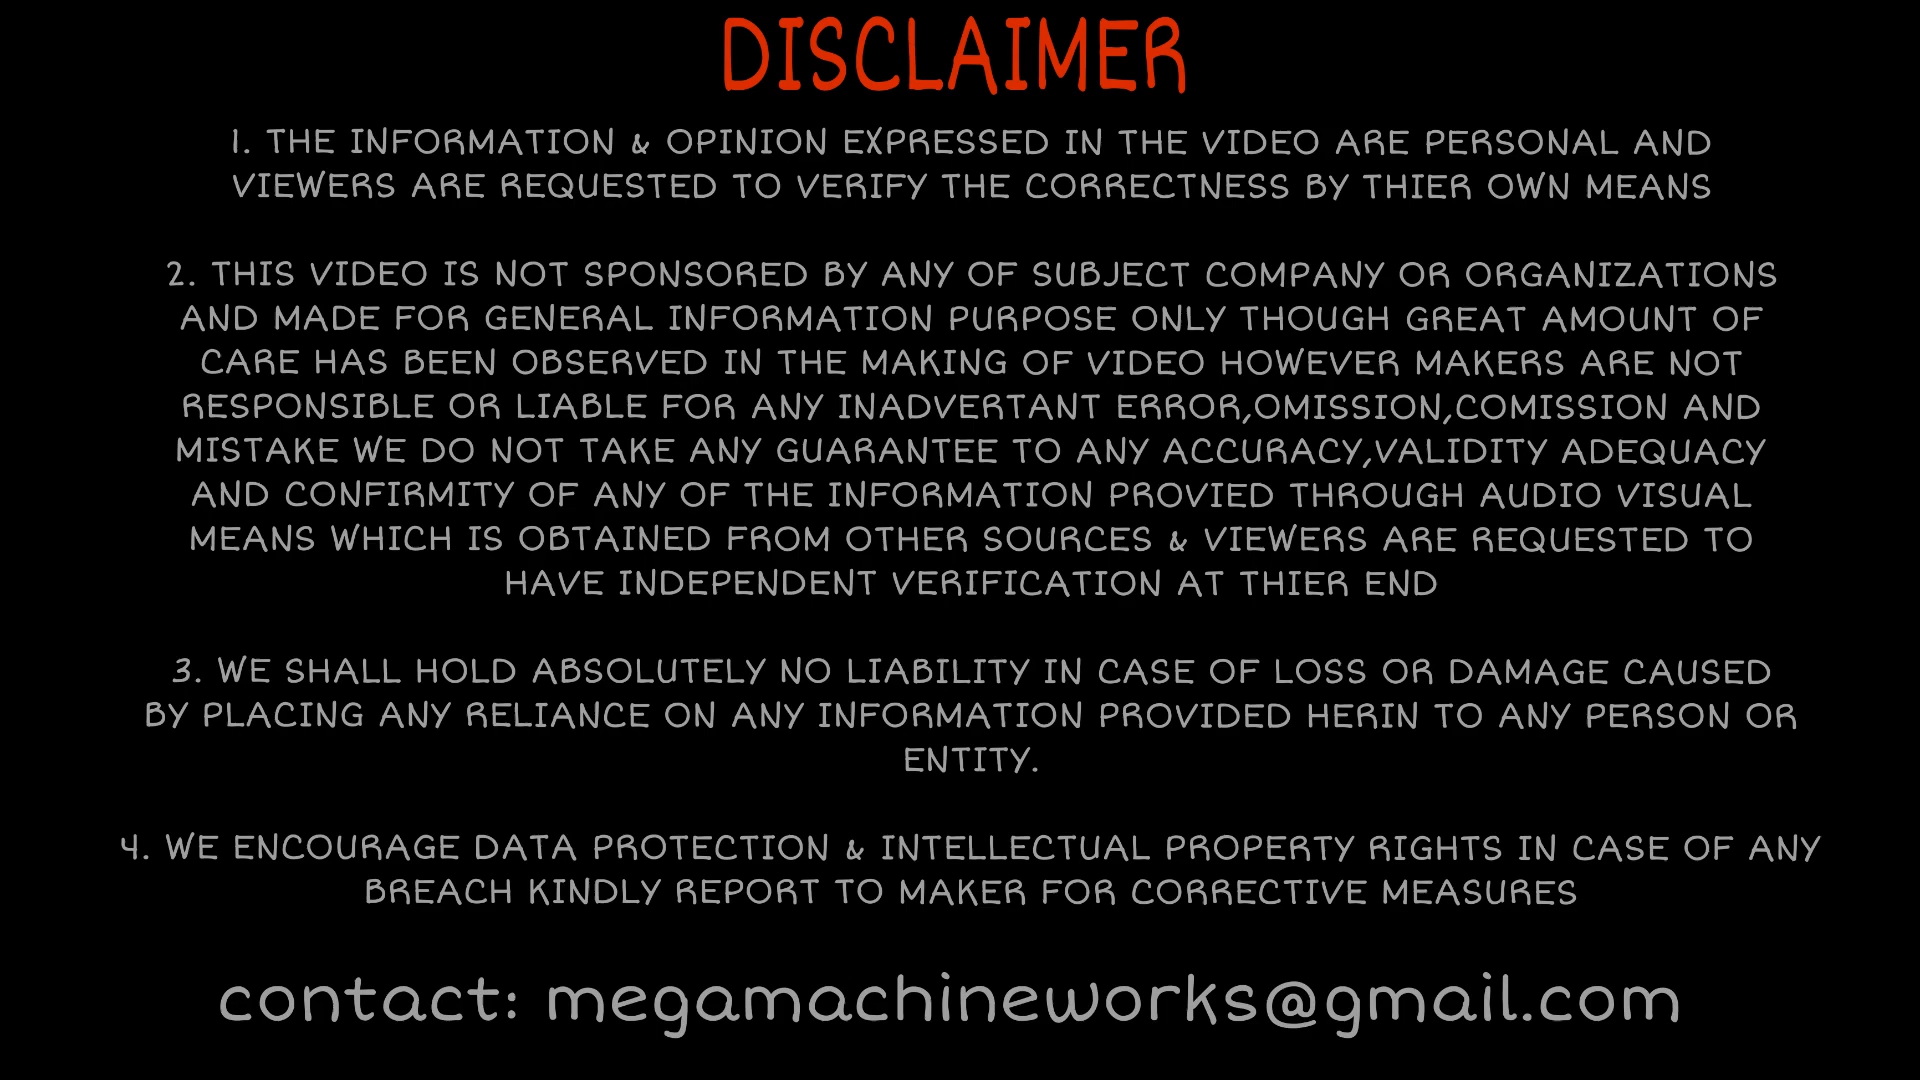 DISCLAIMER
1. THE INFORMATION & OPINION EXPRESSED IN THE VIDEO ARE PERSONAL AND
VIEWERS ARE REQUESTED TO VERIFY THE CORRECTNESS BY THIER OWN MEANS
2. THIS VIDEO IS NOT SPONSORED BY ANY OF SUBJECT COMPANY OR ORGANIZATIONS
AND MADE FOR GENERAL INFORMATION PURPOSE ONLY THOUGH GREAT AMOUNT OF
CARE HAS BEEN OBSERVED IN THE MAKING OF VIDEO HOWEVER MAKERS ARE NOT
RESPONSIBLE OR LIABLE FOR ANY INADVERTANT ERROR,OMISSION,COMISSION AND
MISTAKE WE DO NOT TAKE ANY GUARANTEE TO ANY ACCURACY,VALIDITY ADEQUACY
AND CONFIRMITY OF ANY OF THE INFORMATION PROVIED THROUGH AUDIO VISUAL
MEANS WHICH IS OBTAINED FROM OTHER SOURCES & VIEWERS ARE REQUESTED TO
HAVE INDEPENDENT VERIFICATION AT THIER END
3. WE SHALL HOLD ABSOLUTELY NO LIABILITY IN CASE OF LOSS OR DAMAGE CAUSED
BY PLACING ANY RELIANCE ON ANY INFORMATION PROVIDED HERIN TO ANY PERSON OR
ENTITY.
4. WE ENCOURAGE DATA PROTECTION & INTELLECTUAL PROPERTY RIGHTS IN CASE OF ANY
BREACH KINDLY REPORT TO MAKER FOR CORRECTIVE MEASURES
contact: megamachineworks@gmail.com